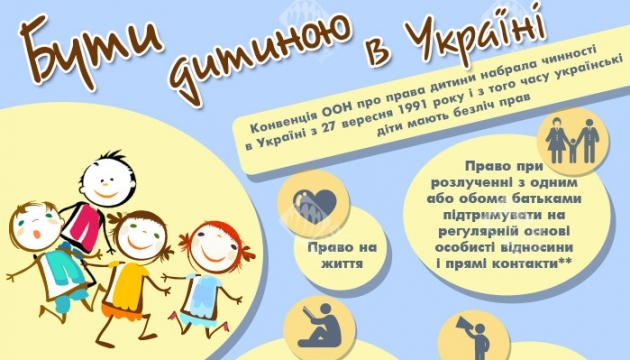 Бути дитиною в Україні
Конвенція ООН про права дитини набрала чинності
в Україні з 27 вересня 1991 року і з того часу українські
діти мають безліч прав
Право на
життя
Право при
розлученні з одним
або обома батьками
підтримувати на
регулярній основі
особисті відносини
і прямі контакти**